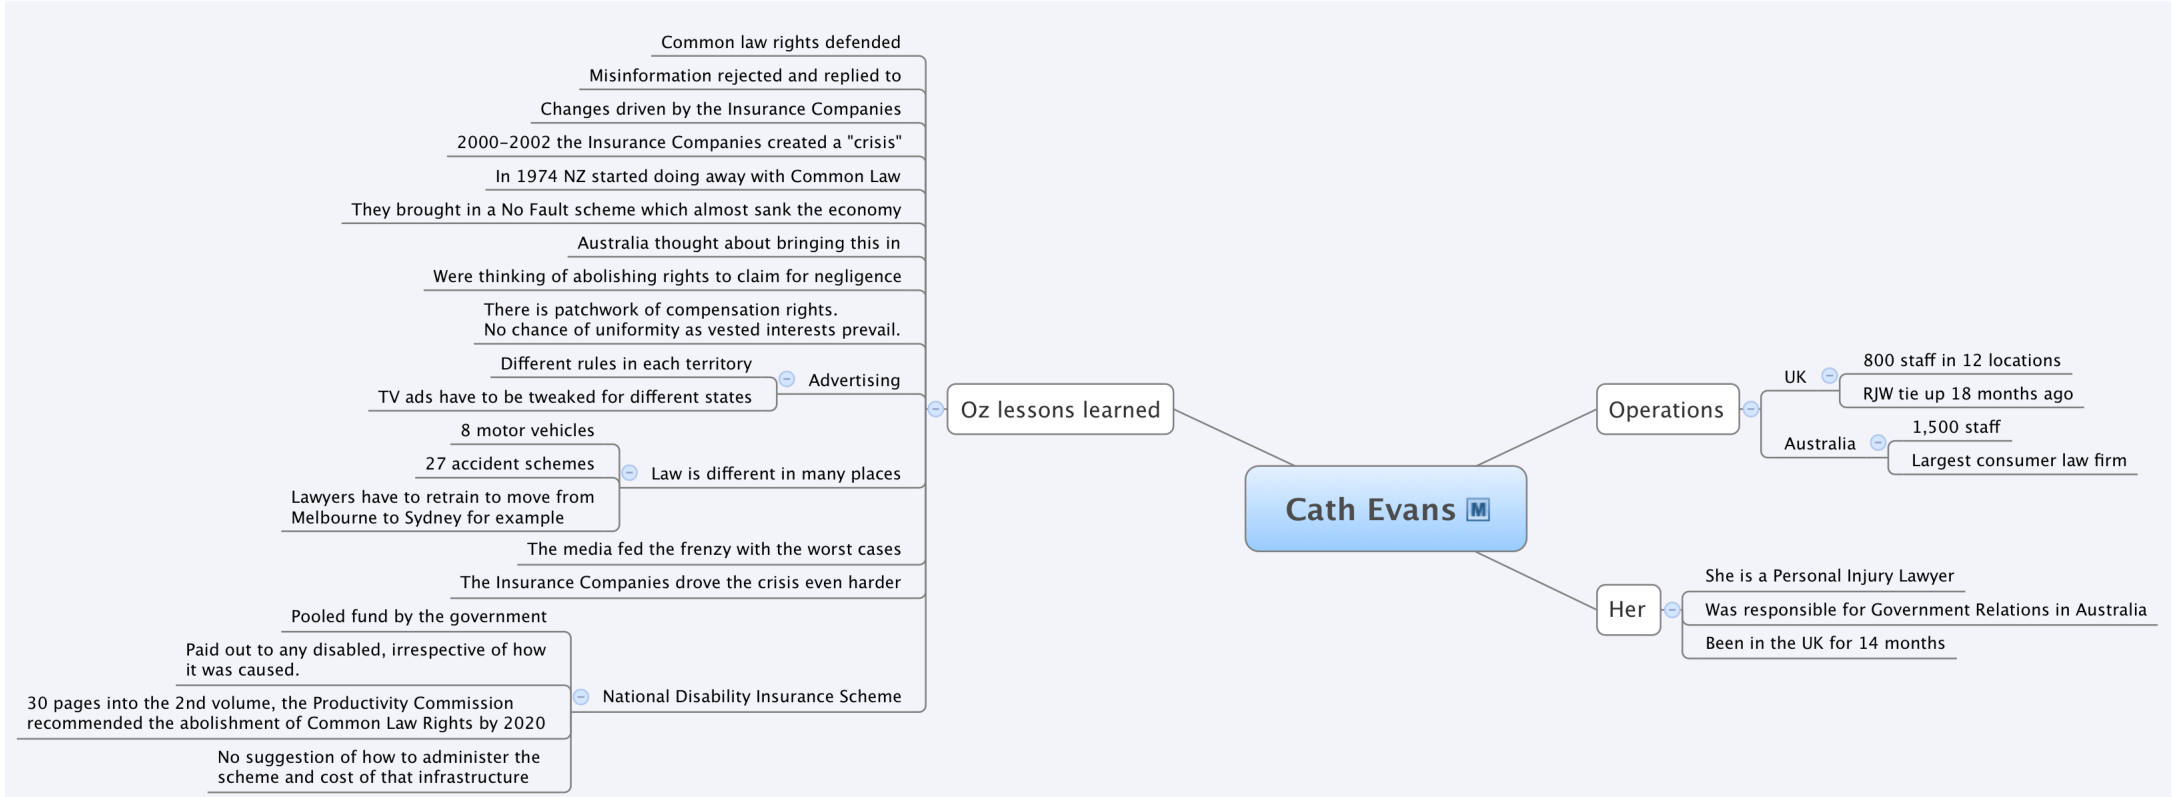 Common law rights defended
Misinformation rejected and replied to
Changes driven by the Insurance Companies
2000-2002 the Insurance Companies created a "crisis"
In 1974 NZ started doing away with Common Law
They brought in a No Fault scheme which almost sank the economy
Australia thought about bringing this in
Were thinking of abolishing rights to claim for negligence
There is patchwork of compensation rights.
No chance of uniformity as vested interests prevail.
Different rules in each territory
TV ads have to be tweaked for different states
Advertising
8 motor vehicles
27 accident schemes
Lawyers have to retrain to move from
Melbourne to Sydney for example
Law is different in many places
The media fed the frenzy with the worst cases
The Insurance Companies drove the crisis even harder
Pooled fund by the government
Paid out to any disabled, irrespective of how
it was caused.
30 pages into the 2nd volume, the Productivity Commission
recommended the abolishment of Common Law Rights by 2020
No suggestion of how to administer the
scheme and cost of that infrastructure
National Disability Insurance Scheme
Oz lessons learned
Cath Evans M
Operations
UK
800 staff in 12 locations
RJW tie up 18 months ago
Australia
1,500 staff
Largest consumer law firm
Her
She is a Personal Injury Lawyer
Was responsible for Government Relations in Australia
Been in the UK for 14 months